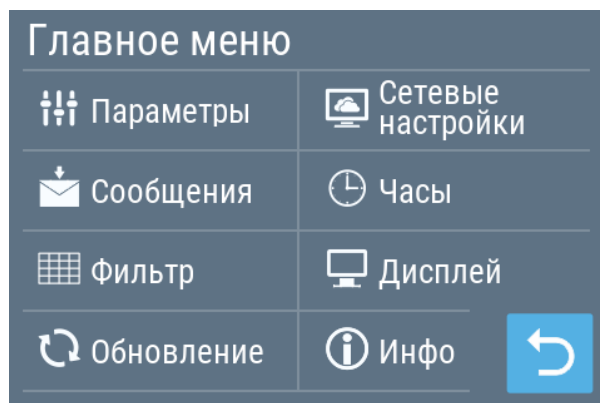 Главное меню
Параметры
Сетевые
настройки
Сообщения
Часы
Фильтр
Дисплей
Обновление
Инфо